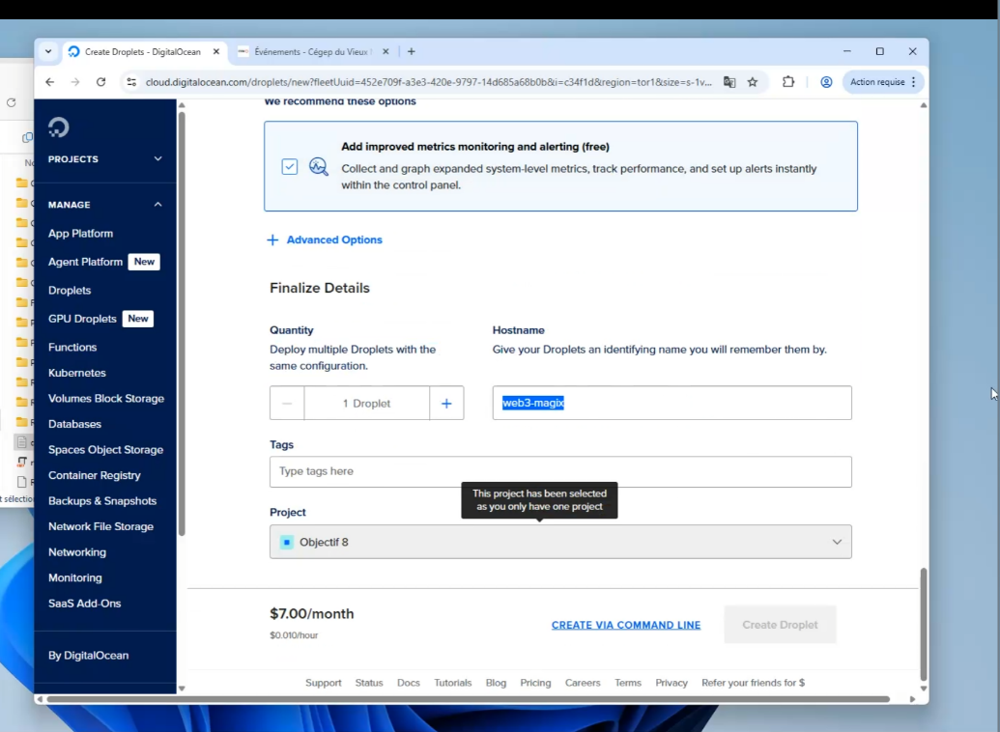 Create Droplets - DigitalOcean
Événements - Cégep du Vieux
cloud.digitalocean.com/droplets/new?fleetUuid=452e709f-a3e3-420e-9797-14d685a68b0b&i=c34f1d&region=tor1&size=s-1v...
Action requise
PROJECTS
MANAGE
App Platform
Agent Platform New
Droplets
GPU Droplets New
Functions
Kubernetes
Volumes Block Storage
Databases
Spaces Object Storage
Container Registry
Backups & Snapshots
Network File Storage
Networking
Monitoring
SaaS Add-Ons
By DigitalOcean
We recommend these options
Add improved metrics monitoring and alerting (free)
Collect and graph expanded system-level metrics, track performance, and set up alerts instantly
within the control panel.
Advanced Options
Finalize Details
Quantity
Deploy multiple Droplets with the
same configuration.
1 Droplet
Hostname
Give your Droplets an identifying name you will remember them by.
web3-magix
Tags
Type tags here
This project has been selected
as you only have one project
Project
Objectif 8
$7.00/month
$0.010/hour
CREATE VIA COMMAND LINE
Create Droplet
Support Status Docs Tutorials Blog Pricing Careers Terms Privacy Refer your friends for $